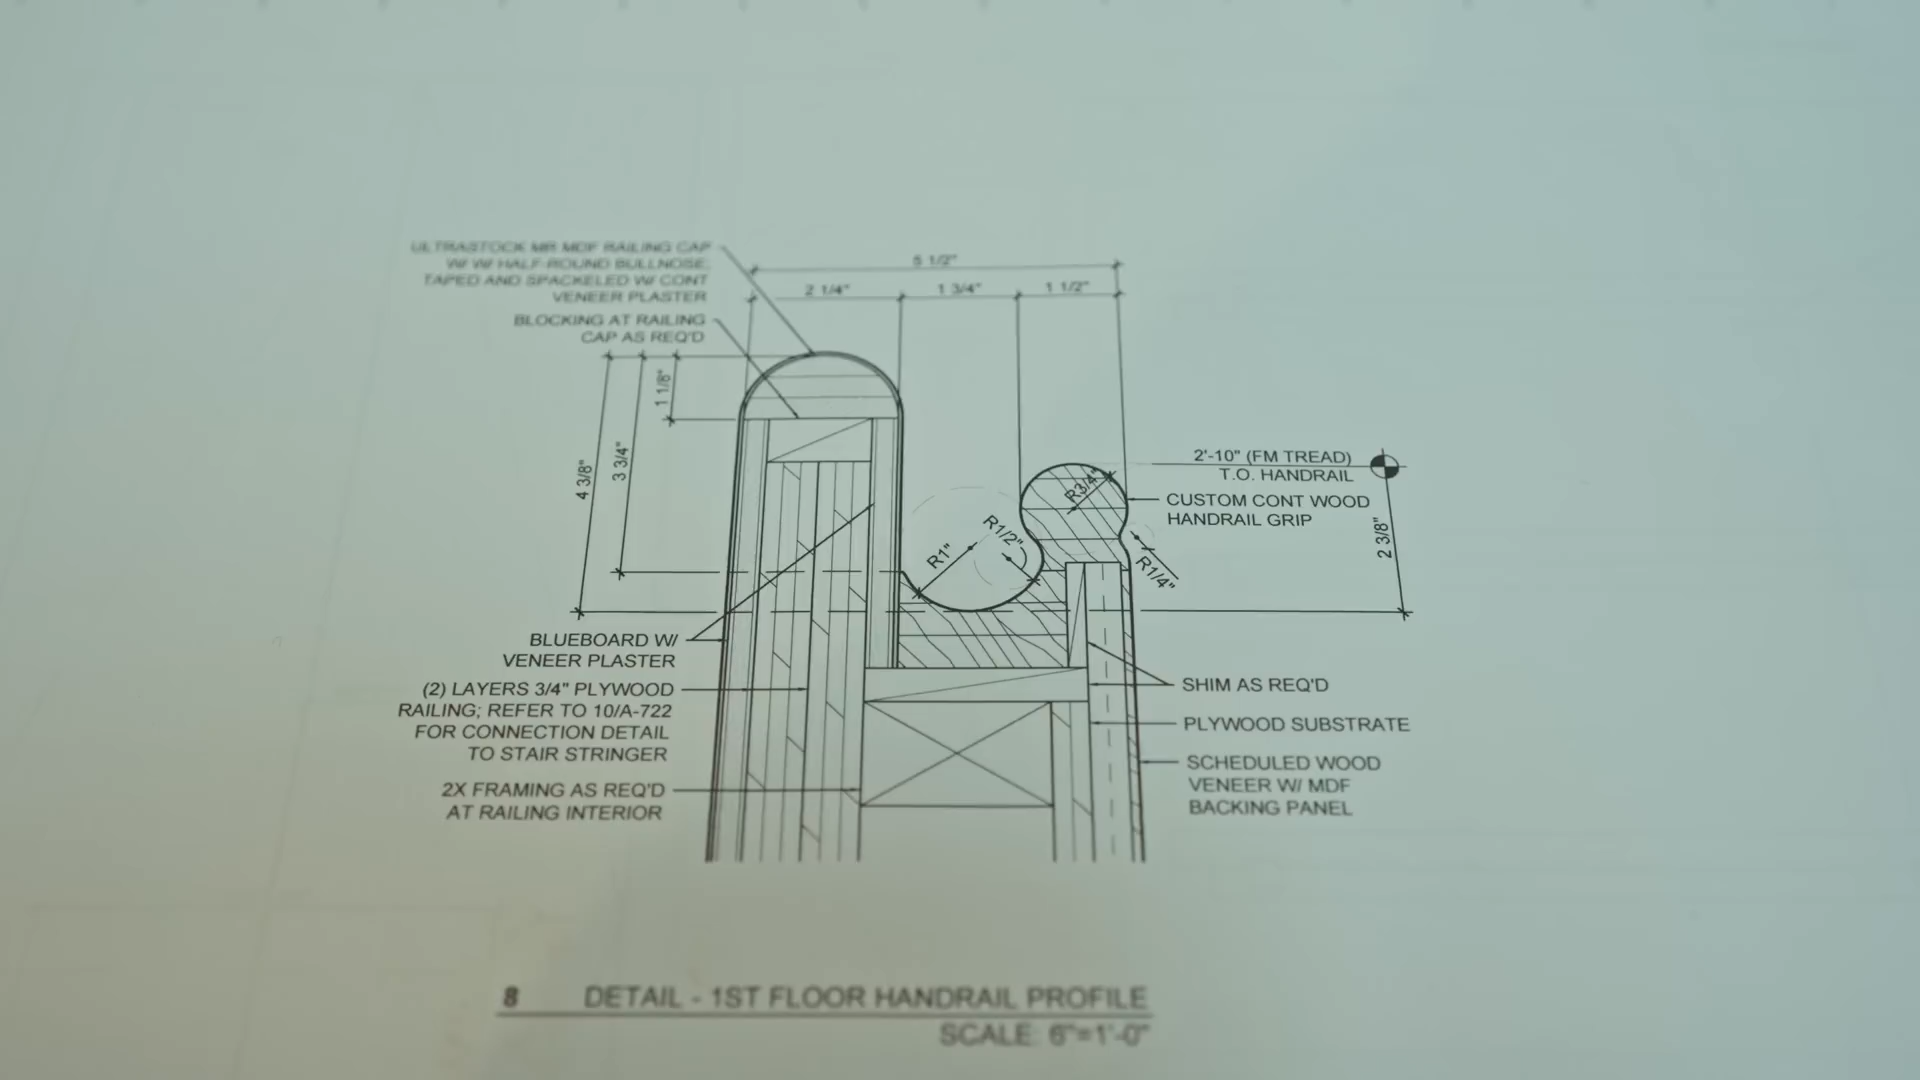 ULTRASTOCK MR MDF RAILING CAP
W/ W/ HALF-ROUND BULLNOSE;
TAPED AND SPACKELED W/ CONT
VENEER PLASTER
BLOCKING AT RAILING
CAP AS REQ'D
5 1/2"
2 1/4"
1 3/4"
1 1/2"
1 1/8"
3 3/4"
4 3/8"
2'-10" (FM TREAD)
T.O. HANDRAIL
CUSTOM CONT WOOD
HANDRAIL GRIP
2 3/8"
R3/4"
R1/2"
R1"
R1/4"
BLUEBOARD W/
VENEER PLASTER
(2) LAYERS 3/4" PLYWOOD
RAILING; REFER TO 10/A-722
FOR CONNECTION DETAIL
TO STAIR STRINGER
2X FRAMING AS REQ'D
AT RAILING INTERIOR
SHIM AS REQ'D
PLYWOOD SUBSTRATE
SCHEDULED WOOD
VENEER W/ MDF
BACKING PANEL
8 DETAIL - 1ST FLOOR HANDRAIL PROFILE
SCALE: 6"=1'-0"